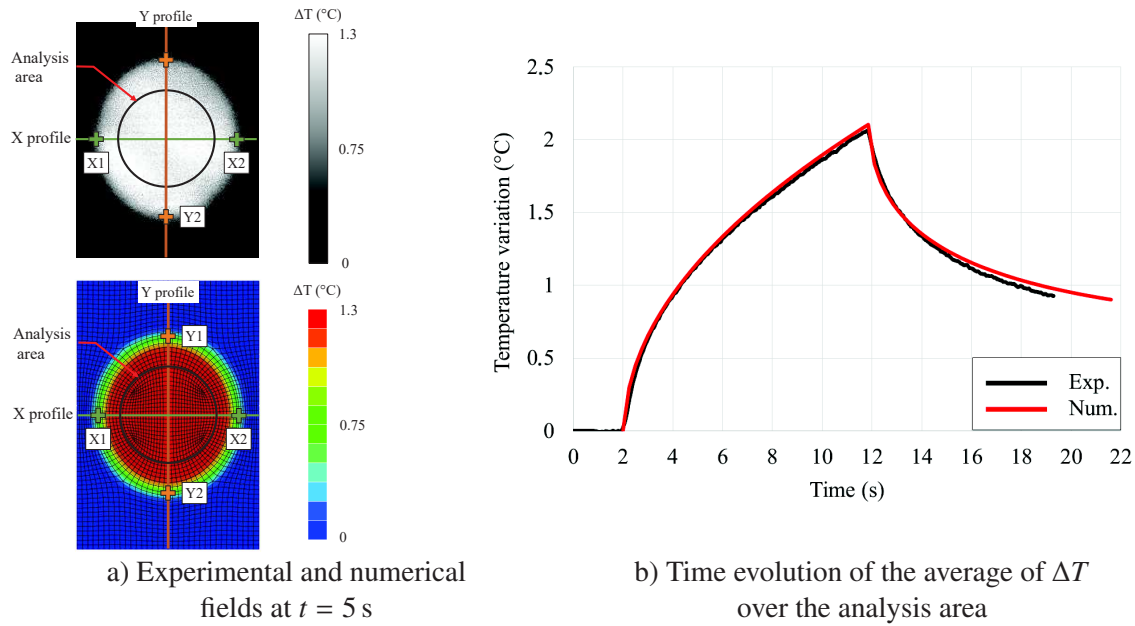 Y profile
ΔT (°C)
1.3
Analysis
area
X profile
0.75
X1
X2
Y2
0
Y profile
ΔT (°C)
1.3
Y1
Analysis
area
X profile
0.75
X1
X2
Y2
0
a) Experimental and numerical
fields at t = 5 s
2.5
2
1.5
1
0.5
0
Temperature variation (°C)
Exp.
Num.
0 2 4 6 8 10 12 14 16 18 20 22
Time (s)
b) Time evolution of the average of ΔT
over the analysis area